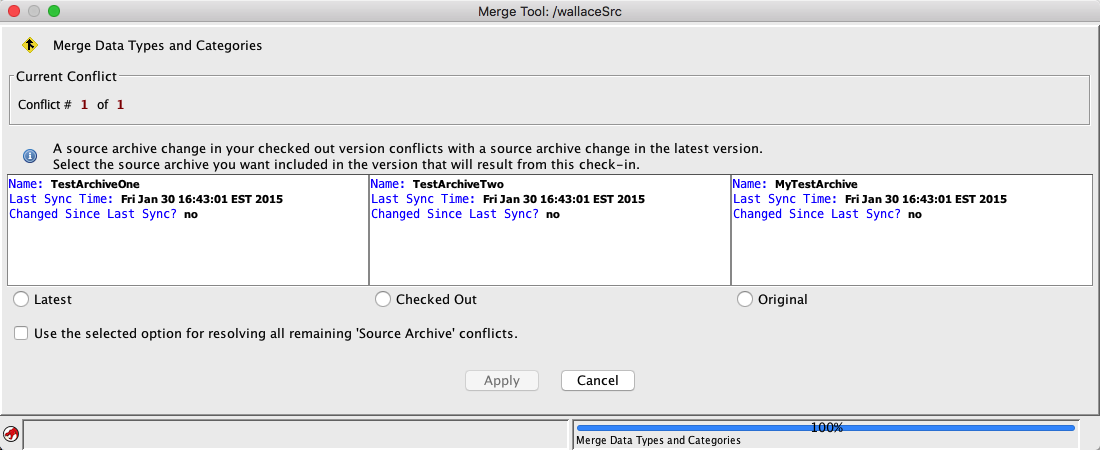 Merge Tool: /wallaceSrc
Merge Data Types and Categories
Current Conflict
Conflict # 1 of 1
A source archive change in your checked out version conflicts with a source archive change in the latest version.
Select the source archive you want included in the version that will result from this check-in.
Name: TestArchiveOne
Last Sync Time: Fri Jan 30 16:43:01 EST 2015
Changed Since Last Sync? no
Name: TestArchiveTwo
Last Sync Time: Fri Jan 30 16:43:01 EST 2015
Changed Since Last Sync? no
Name: MyTestArchive
Last Sync Time: Fri Jan 30 16:43:01 EST 2015
Changed Since Last Sync? no
Latest
Checked Out
Original
Use the selected option for resolving all remaining 'Source Archive' conflicts.
Apply
Cancel
100%
Merge Data Types and Categories